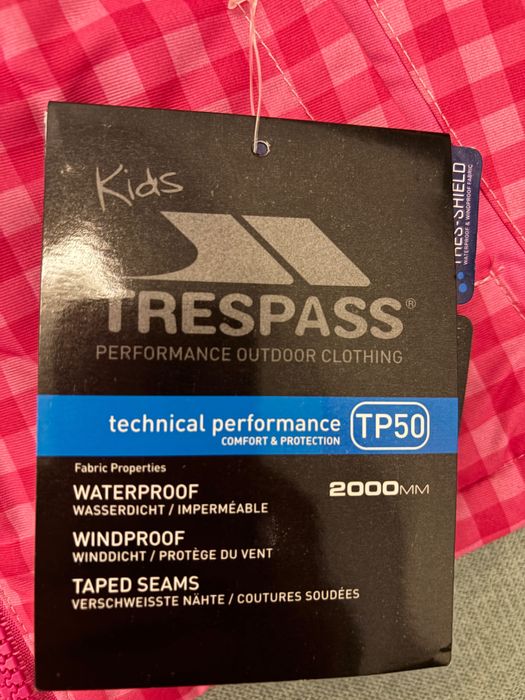 Kids
TRESPASS®
PERFORMANCE OUTDOOR CLOTHING
technical performance TP50
COMFORT & PROTECTION
Fabric Properties
WATERPROOF 2000MM
WASSERDICHT / IMPERMÉABLE
WINDPROOF
WINDDICHT / PROTÈGE DU VENT
TAPED SEAMS
VERSCHWEISSTE NÄHTE / COUTURES SOUDÉES
TRES-SHIELD
WATERPROOF & WINDPROOF FABRIC